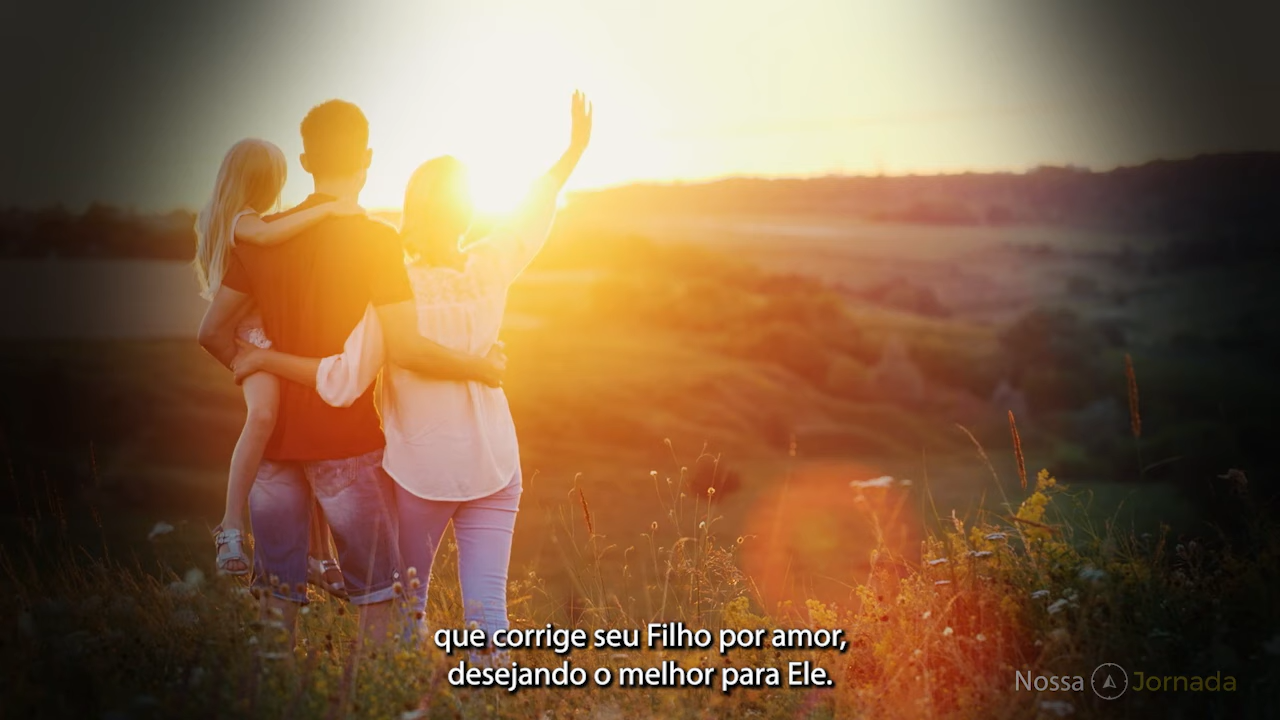 que corrige seu Filho por amor,
desejando o melhor para Ele.
Nossa Jornada